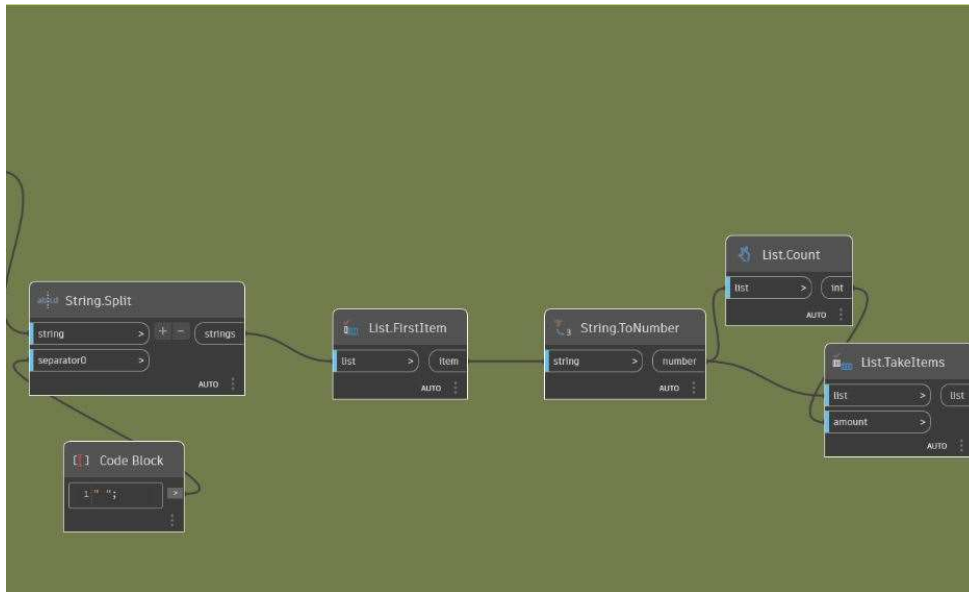 String.Split
string >
+ -
strings
separator0 >
AUTO
Code Block
1 " ";
>
List.FirstItem
list >
item
AUTO
String.ToNumber
string >
number
AUTO
List.Count
list >
int
AUTO
List.TakeItems
list >
list
amount >
AUTO